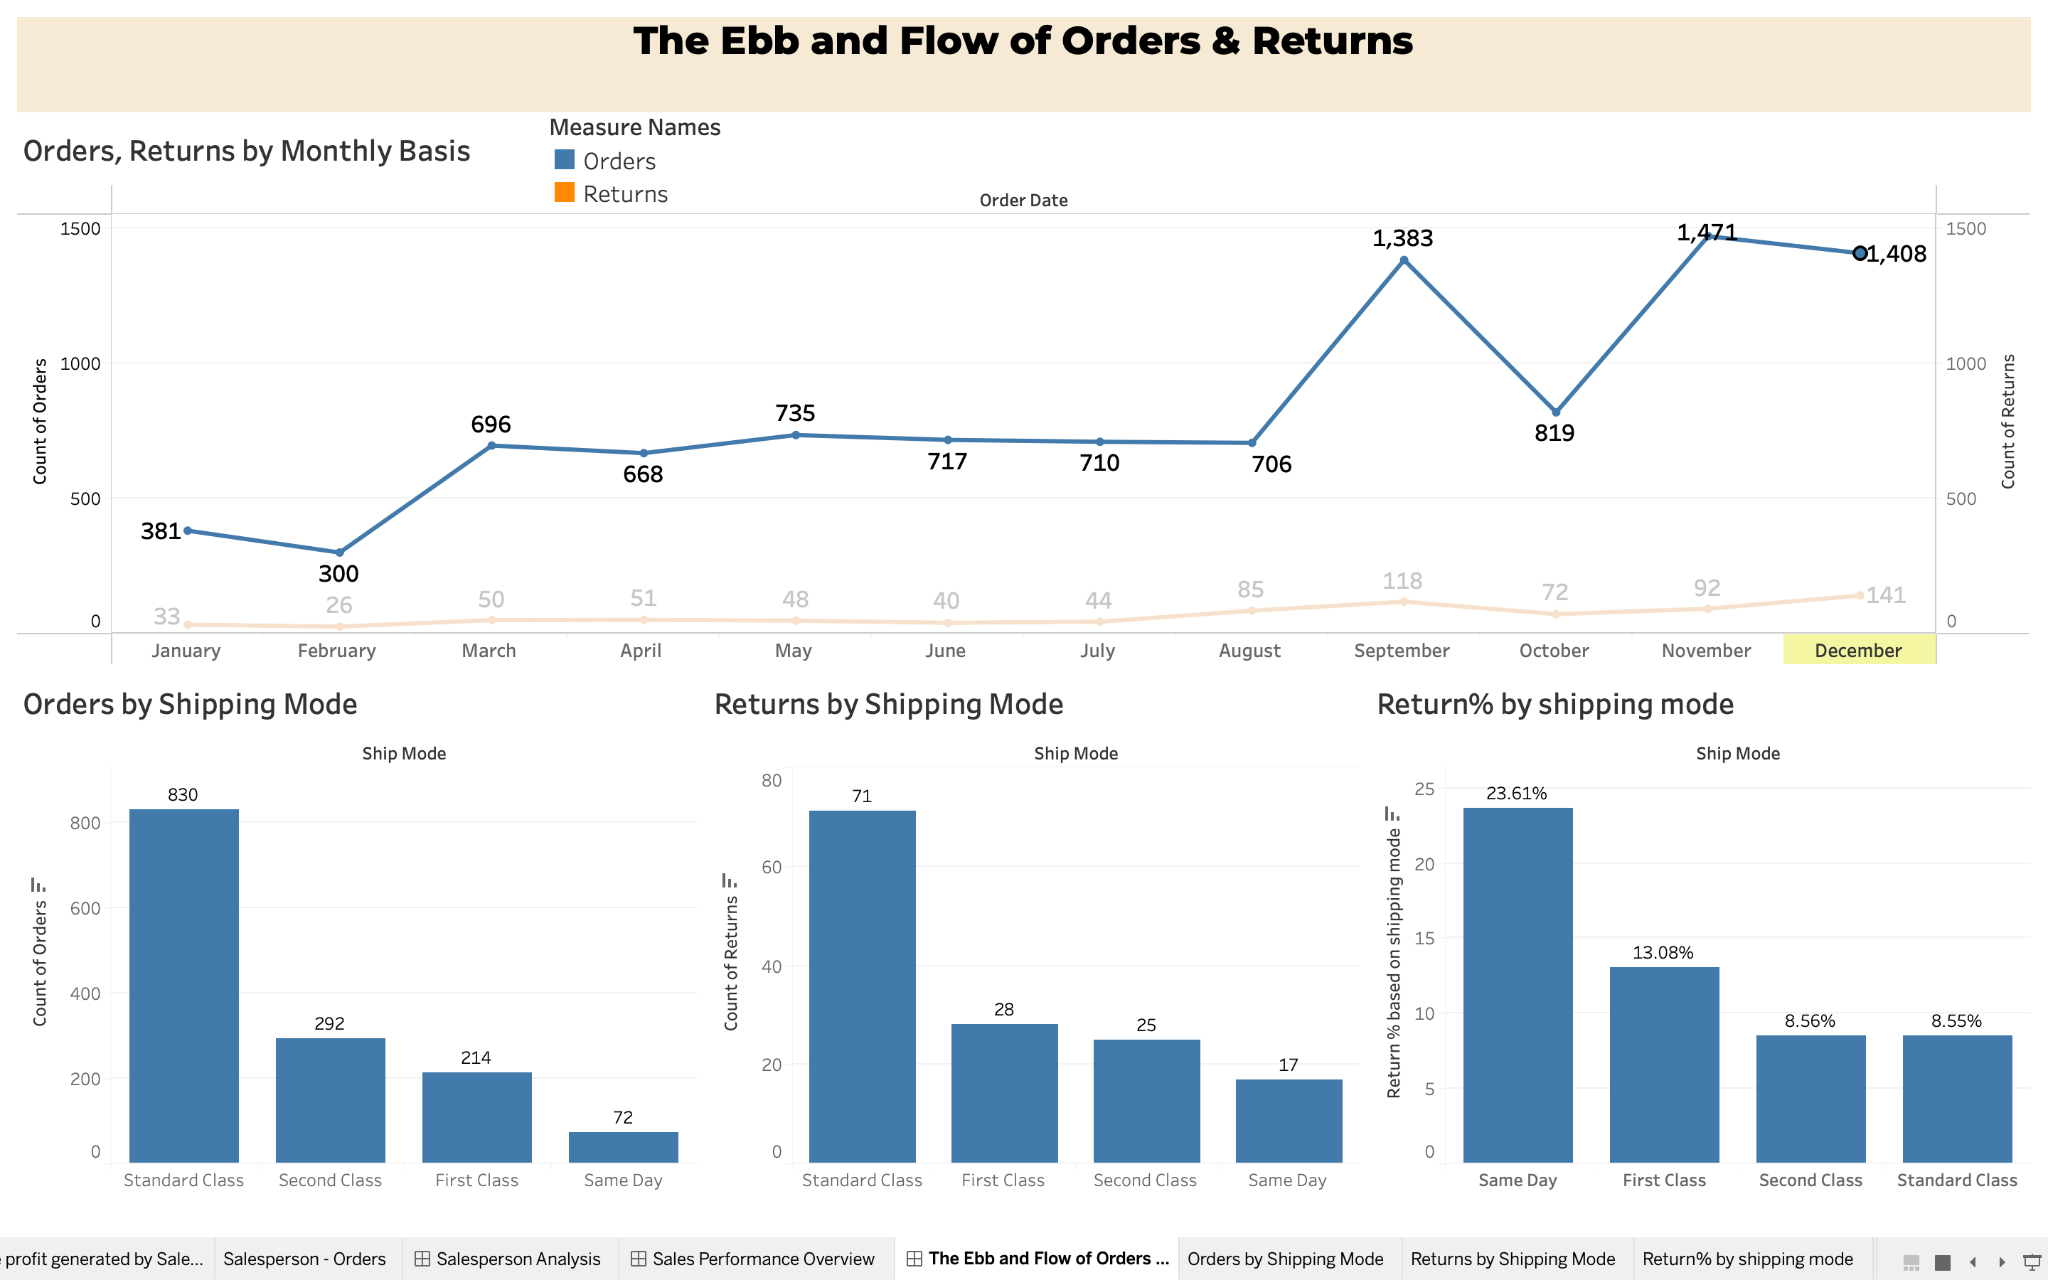 The Ebb and Flow of Orders & Returns
Orders, Returns by Monthly Basis
Measure Names
Orders
Returns
Order Date
Count of Orders
1500
1000
500
0
1500
1000
500
0
Count of Returns
381
300
696
668
735
717
710
706
1,383
819
1,471
1,408
33
26
50
51
48
40
44
85
118
72
92
141
January
February
March
April
May
June
July
August
September
October
November
December
Orders by Shipping Mode
Ship Mode
Count of Orders
800
600
400
200
0
830
292
214
72
Standard Class
Second Class
First Class
Same Day
Returns by Shipping Mode
Ship Mode
Count of Returns
80
60
40
20
0
71
28
25
17
Standard Class
First Class
Second Class
Same Day
Return% by shipping mode
Ship Mode
Return % based on shipping mode
25
20
15
10
5
0
23.61%
13.08%
8.56%
8.55%
Same Day
First Class
Second Class
Standard Class
profit generated by Sale...
Salesperson - Orders
Salesperson Analysis
Sales Performance Overview
The Ebb and Flow of Orders ...
Orders by Shipping Mode
Returns by Shipping Mode
Return% by shipping mode